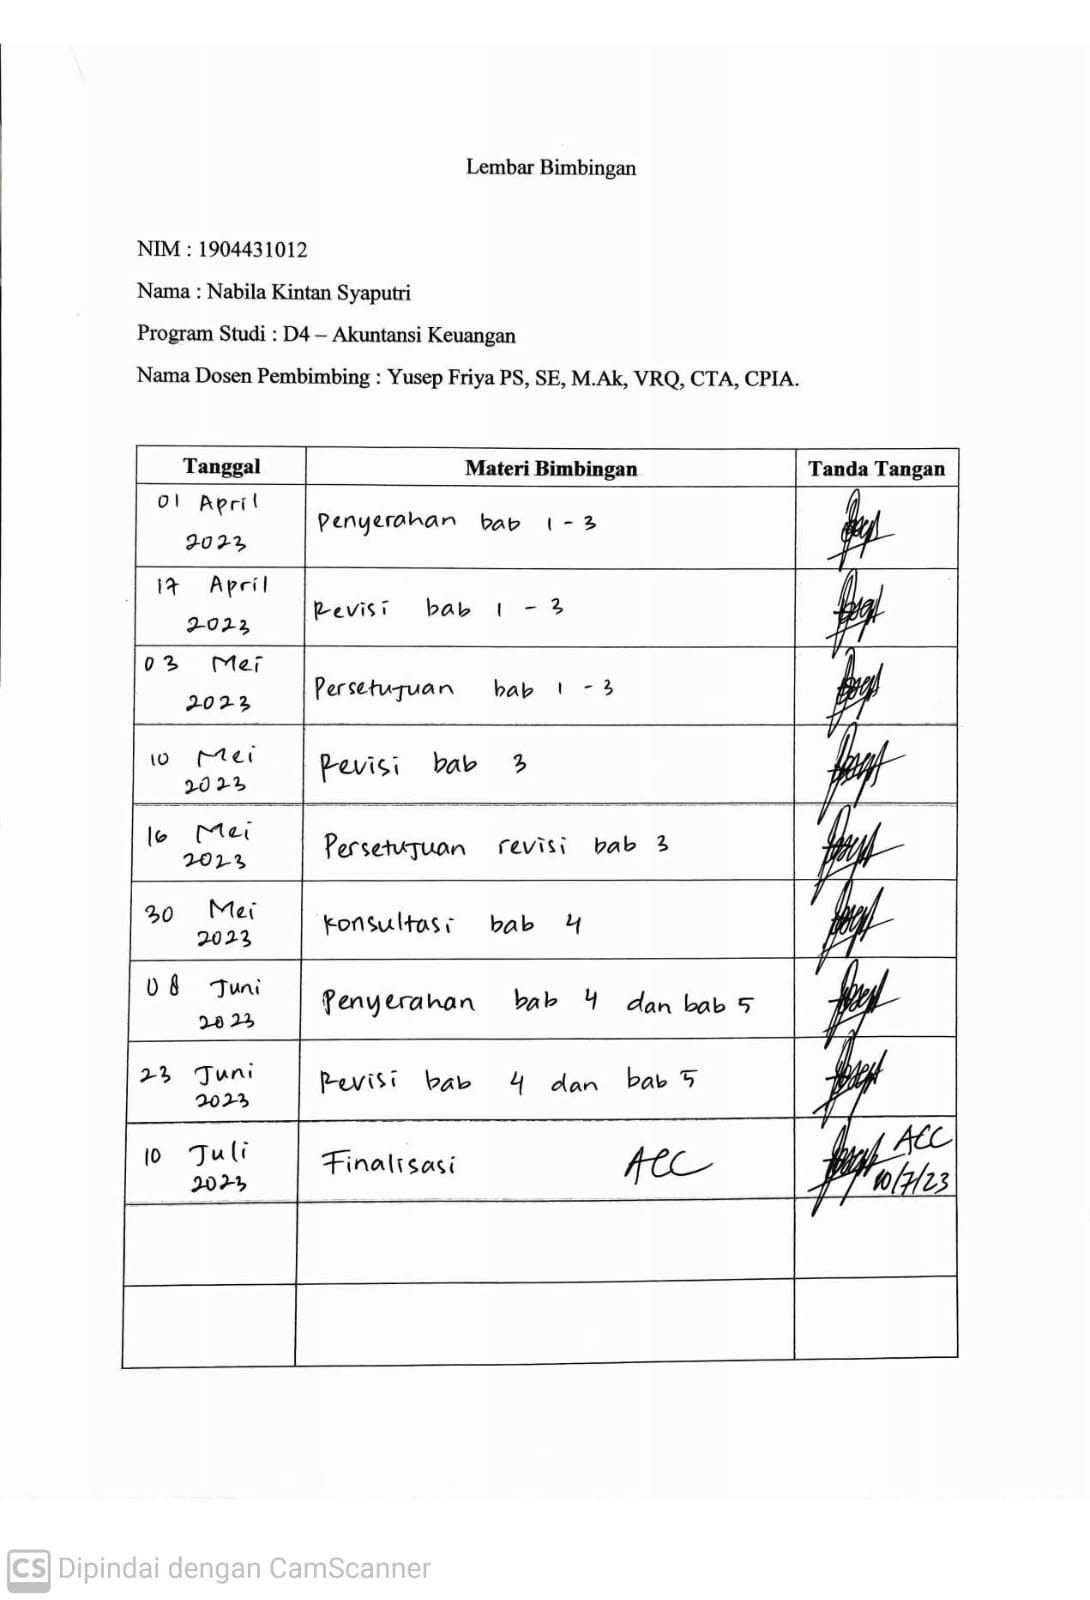 Lembar Bimbingan
NIM : 1904431012
Nama : Nabila Kintan Syaputri
Program Studi : D4 – Akuntansi Keuangan
Nama Dosen Pembimbing : Yusep Friya PS, SE, M.Ak, VRQ, CTA, CPIA.
Tanggal Materi Bimbingan Tanda Tangan
01 April
2023
Penyerahan bab 1 - 3
17 April
2023
Revisi bab 1 - 3
03 Mei
2023
Persetujuan bab 1 - 3
10 Mei
2023
Revisi bab 3
16 Mei
2023
Persetujuan revisi bab 3
30 Mei
2023
Konsultasi bab 4
08 Juni
2023
Penyerahan bab 4 dan bab 5
23 Juni
2023
Revisi bab 4 dan bab 5
10 Juli
2023
Finalisasi ACC
ACC
10/7/23
CS Dipindai dengan CamScanner